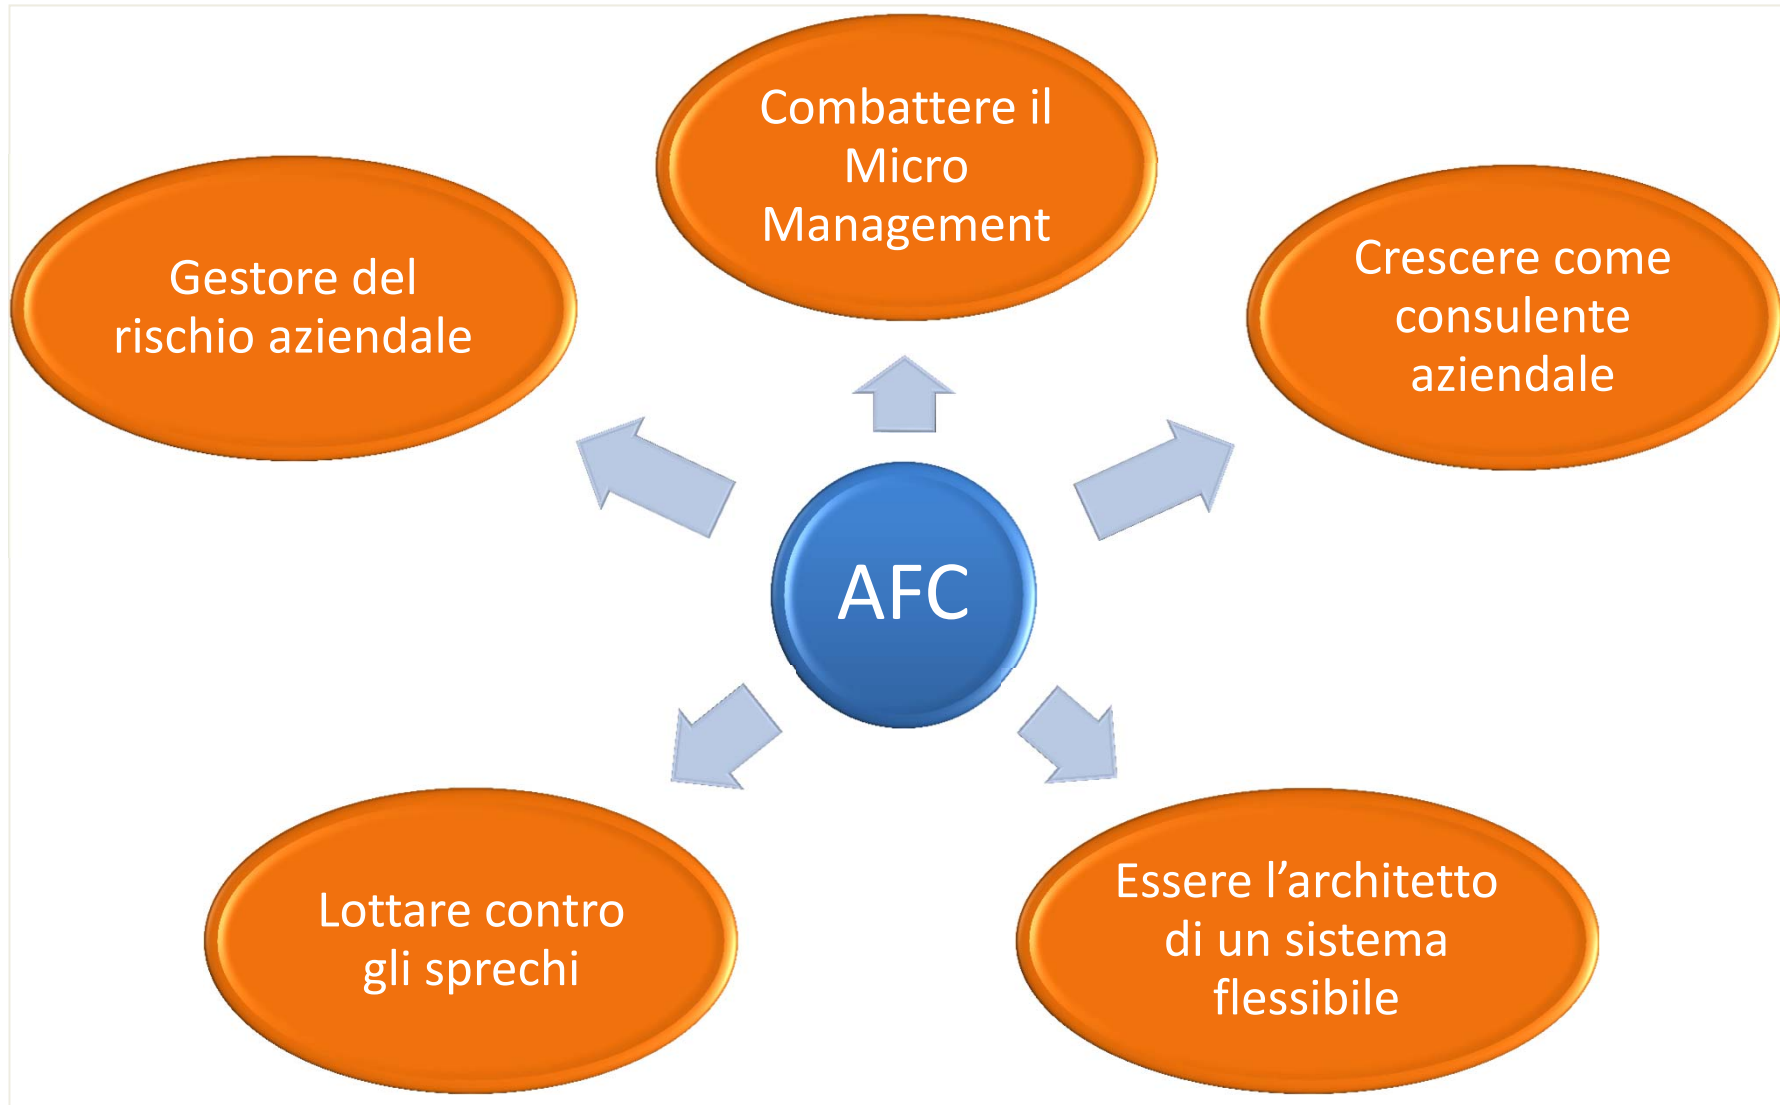 Combattere il
Micro
Management
Gestore del
rischio aziendale
Crescere come
consulente
aziendale
AFC
Lottare contro
gli sprechi
Essere l’architetto
di un sistema
flessibile